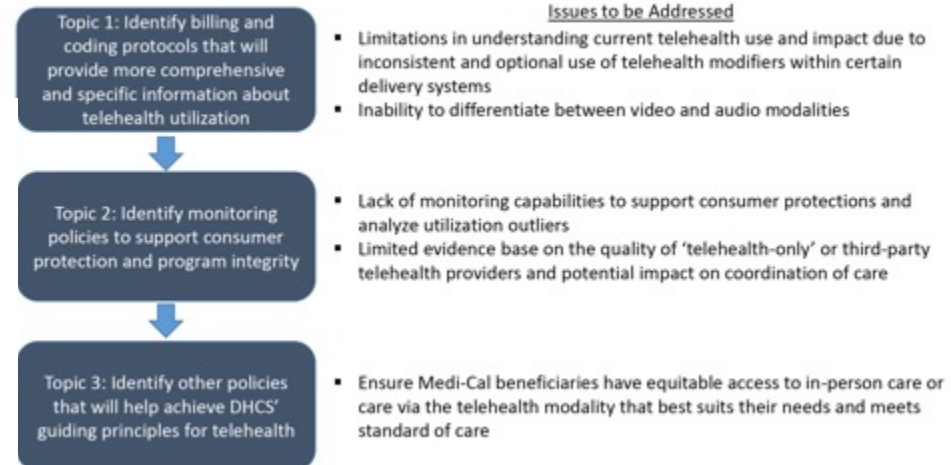 Issues to be Addressed
Topic 1: Identify billing and
coding protocols that will
provide more comprehensive
and specific information about
telehealth utilization
▪ Limitations in understanding current telehealth use and impact due to
inconsistent and optional use of telehealth modifiers within certain
delivery systems
▪ Inability to differentiate between video and audio modalities
Topic 2: Identify monitoring
policies to support consumer
protection and program integrity
▪ Lack of monitoring capabilities to support consumer protections and
analyze utilization outliers
▪ Limited evidence base on the quality of ‘telehealth-only’ or third-party
telehealth providers and potential impact on coordination of care
Topic 3: Identify other policies
that will help achieve DHCS’
guiding principles for telehealth
▪ Ensure Medi-Cal beneficiaries have equitable access to in-person care or
care via the telehealth modality that best suits their needs and meets
standard of care